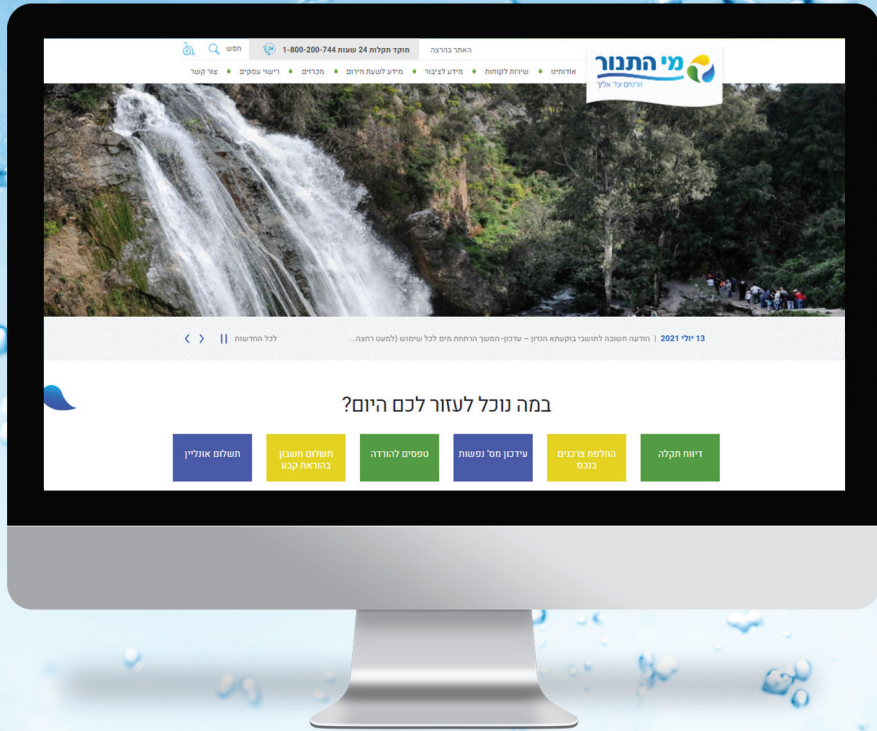 מי התנור
זורמים עד אליך
האתר בהרצה
מוקד תקלות 24 שעות 1-800-200-744
24
חפש
אודותינו • שירות לקוחות • מידע לציבור • מידע לשעת חירום • מכרזים • רישוי עסקים • צור קשר
13 יולי 2021 | הודעה חשובה לתושבי בוקעתא הנדון – עדכון- המשך הרתחת מים לכל שימוש (למעט רחצה...
לכל החדשות
במה נוכל לעזור לכם היום?
דיווח תקלה
החלפת צרכנים
בנכס
עידכון מס' נפשות
טפסים להורדה
תשלום חשבון
בהוראת קבע
תשלום אונליין